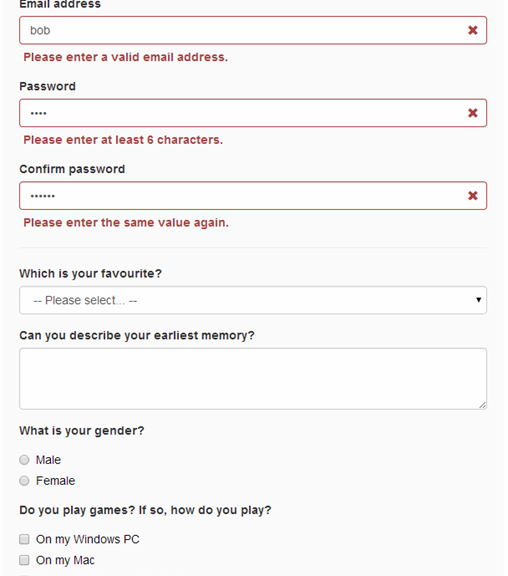 Email address
bob
Please enter a valid email address.
Password
••••
Please enter at least 6 characters.
Confirm password
••••••
Please enter the same value again.
Which is your favourite?
-- Please select... --
Can you describe your earliest memory?
What is your gender?
Male
Female
Do you play games? If so, how do you play?
On my Windows PC
On my Mac